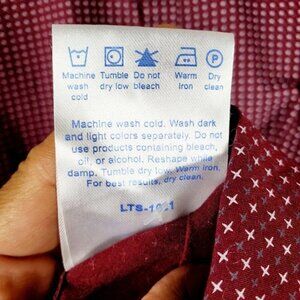 Machine wash cold
Tumble dry low
Do not bleach
Warm iron
P
Dry clean
Machine wash cold. Wash dark
and light colors separately. Do not
use products containing bleach,
oil, or alcohol. Reshape while
damp. Tumble dry low. Warm iron.
For best results, dry clean.